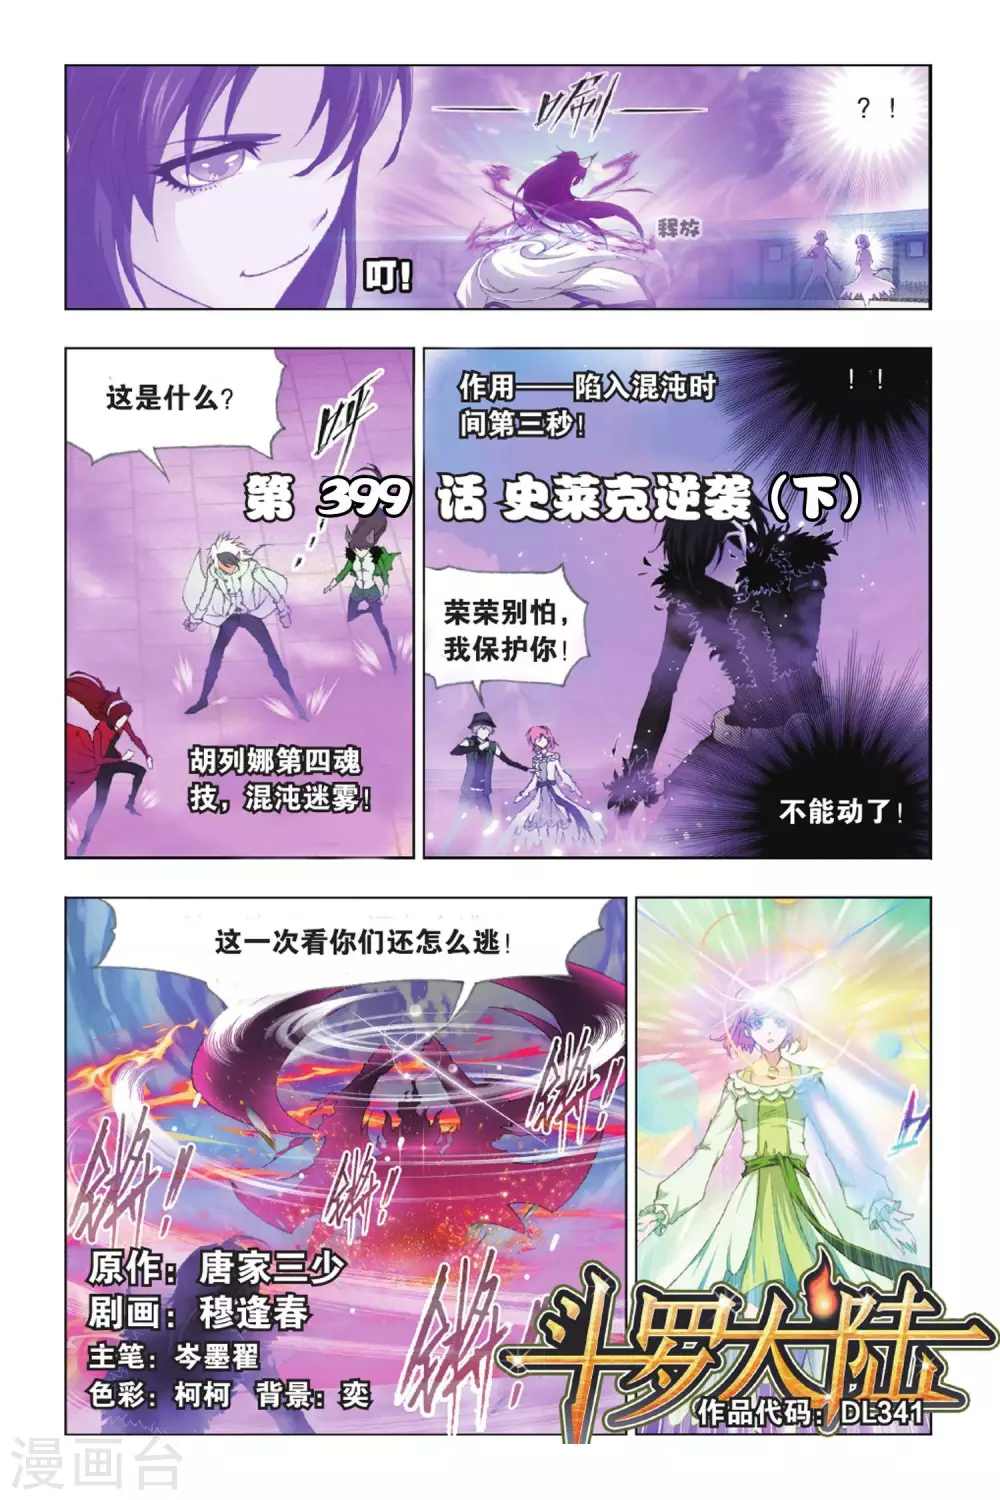 唰
？！
释放
叮！
这是什么？
呼
作用——陷入混沌时
间第三秒！
！！
第 399 话 史莱克逆袭（下）
荣荣别怕，
我保护你！
胡列娜第四魂
技，混沌迷雾！
不能动了！
这一次看你们还怎么逃！
锵!!
锵!!
锵!!
锵!!
原作：唐家三少
剧画：穆逢春
主笔：岑墨翟
色彩：柯柯 背景：奕
斗罗大陆
作品代码：DL341
漫画台